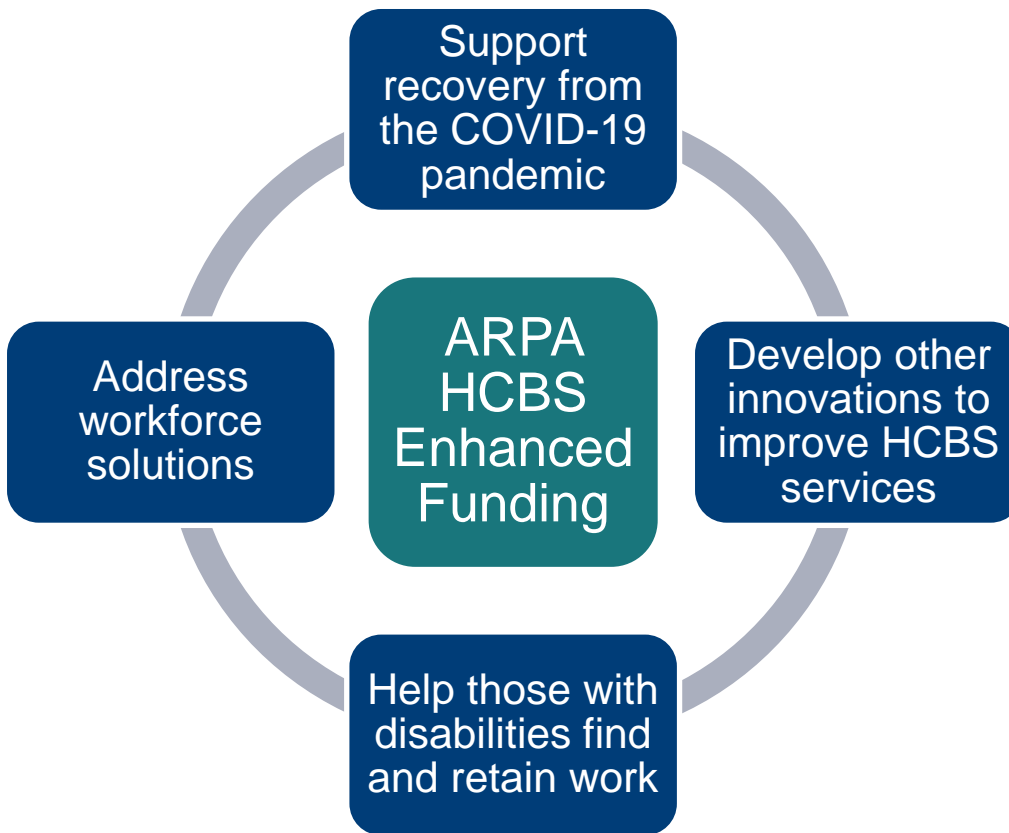 Support
recovery from
the COVID-19
pandemic
Address
workforce
solutions
ARPA
HCBS
Enhanced
Funding
Develop other
innovations to
improve HCBS
services
Help those with
disabilities find
and retain work